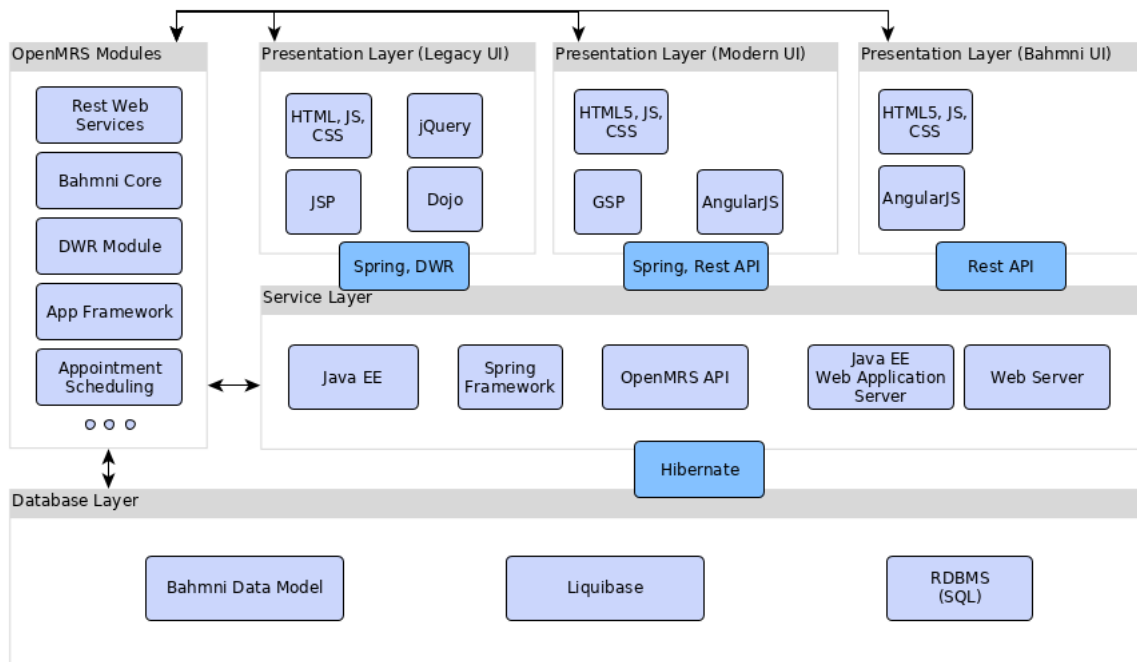 OpenMRS Modules
Rest Web
Services
Bahmni Core
DWR Module
App Framework
Appointment
Scheduling
Presentation Layer (Legacy UI)
HTML, JS,
CSS
jQuery
JSP
Dojo
Spring, DWR
Presentation Layer (Modern UI)
HTML5, JS,
CSS
GSP
AngularJS
Spring, Rest API
Presentation Layer (Bahmni UI)
HTML5, JS,
CSS
AngularJS
Rest API
Service Layer
Java EE
Spring
Framework
OpenMRS API
Java EE
Web Application
Server
Web Server
Hibernate
Database Layer
Bahmni Data Model
Liquibase
RDBMS
(SQL)